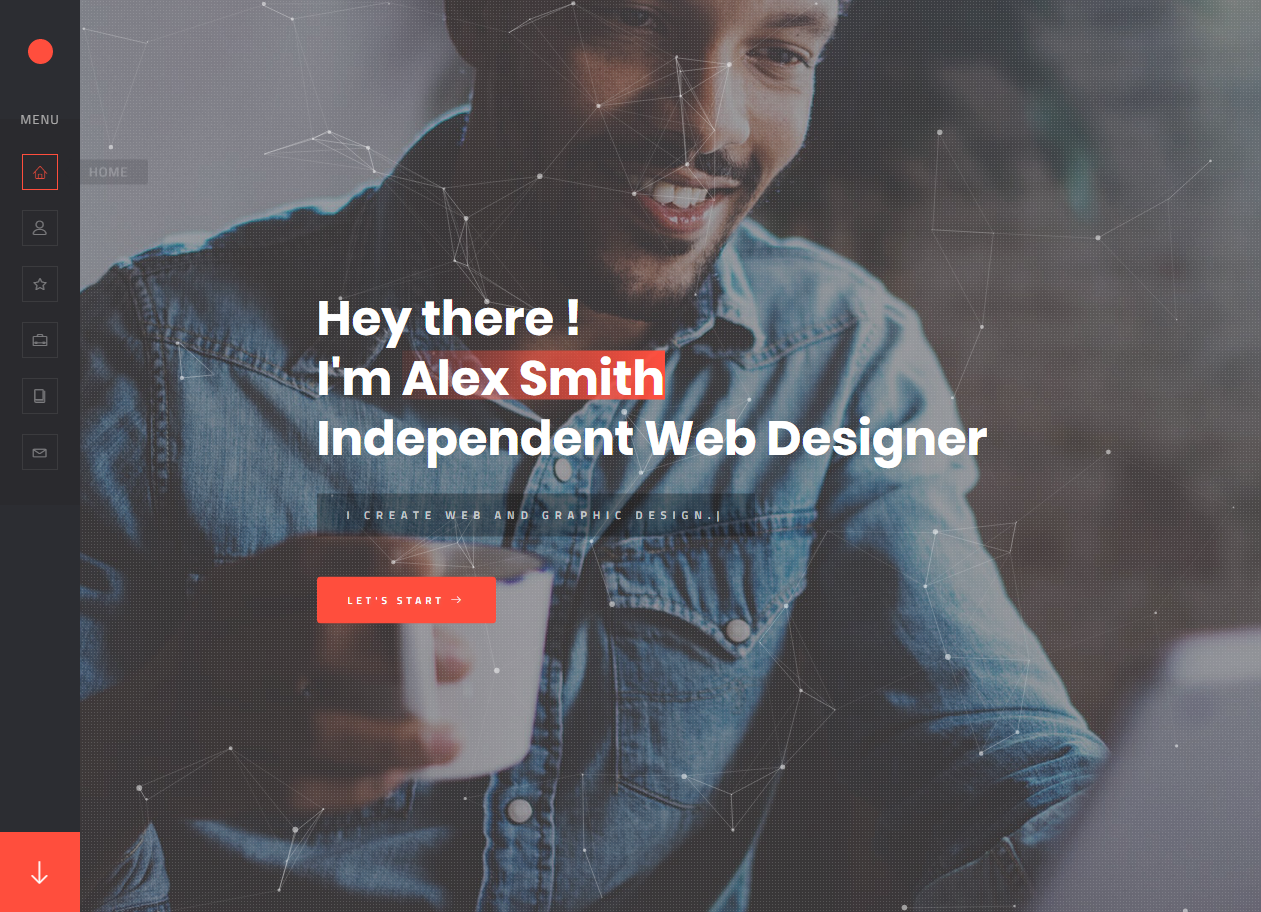 MENU
HOME
Hey there !
I'm Alex Smith
Independent Web Designer
I CREATE WEB AND GRAPHIC DESIGN.|
LET'S START →